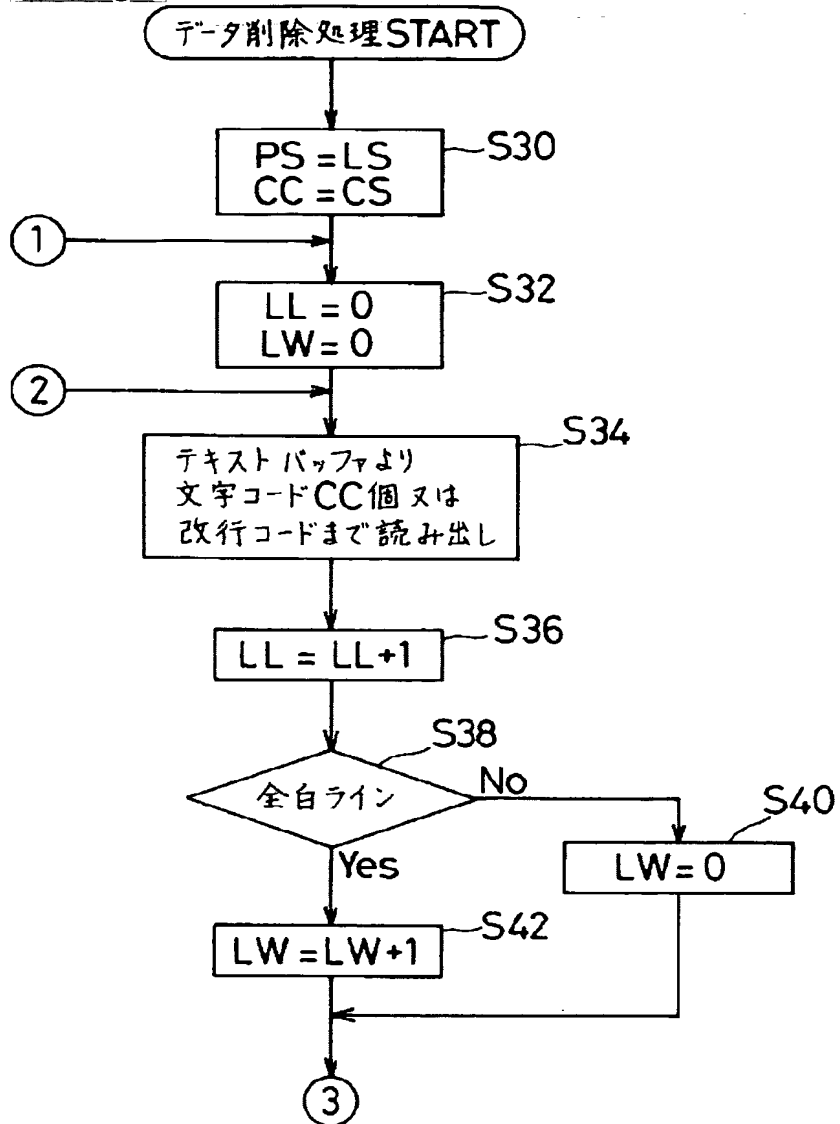 データ削除処理START
PS=LS
CC=CS
S30
1
LL=0
LW=0
S32
2
テキストバッファより
文字コードCC個又は
改行コードまで読み出し
S34
LL=LL+1
S36
全白ライン
S38
No
Yes
LW=0
S40
LW=LW+1
S42
3